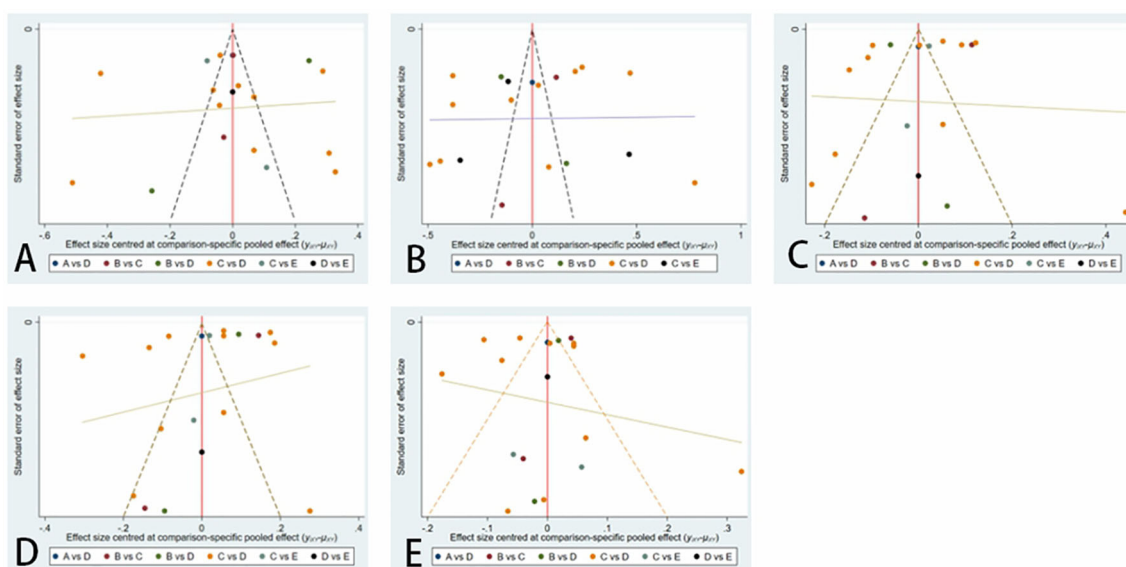 0
Standard error of effect size
-.4 -.2 0 .2 .4
Effect size centred at comparison-specific pooled effect (yᵢXY-μXY)
A vs D B vs C B vs D C vs D C vs E D vs E
A
0
Standard error of effect size
-.5 0 .5 1
Effect size centred at comparison-specific pooled effect (yᵢXY-μXY)
A vs D B vs C B vs D C vs D C vs E
B
0
Standard error of effect size
-0.2 0 .2
Effect size centred at comparison-specific pooled effect (yᵢXY-μXY)
A vs D B vs C B vs D C vs D C vs E D vs E
C
0
Standard error of effect size
-.4 -.2 0 .2 .4
Effect size centred at comparison-specific pooled effect (yᵢXY-μXY)
A vs D B vs C B vs D C vs D C vs E D vs E
D
0
Standard error of effect size
-.2 -.1 0 .1 .2 .3
Effect size centred at comparison-specific pooled effect (yᵢXY-μXY)
A vs D B vs C B vs D C vs D C vs E D vs E
E